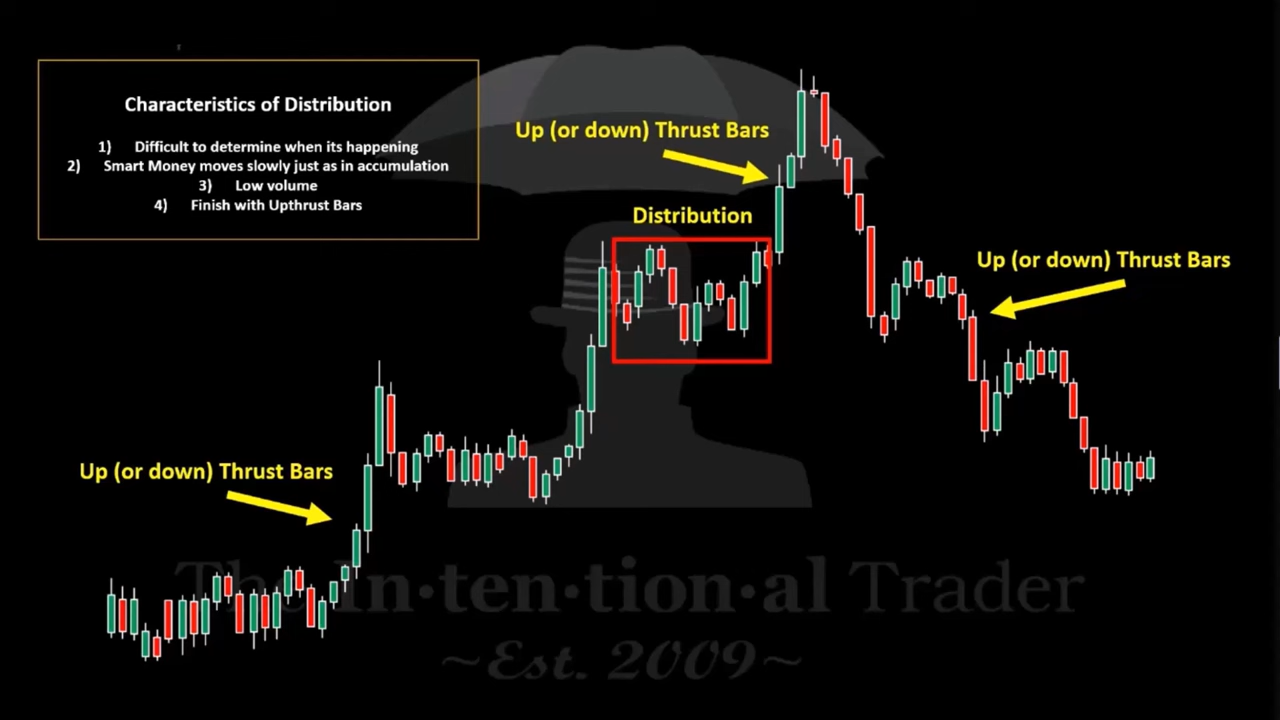 Characteristics of Distribution
1) Difficult to determine when its happening
2) Smart Money moves slowly just as in accumulation
3) Low volume
4) Finish with Upthrust Bars
Up (or down) Thrust Bars
Distribution
Up (or down) Thrust Bars
Up (or down) Thrust Bars
The In·ten·tion·al Trader
~Est. 2009~